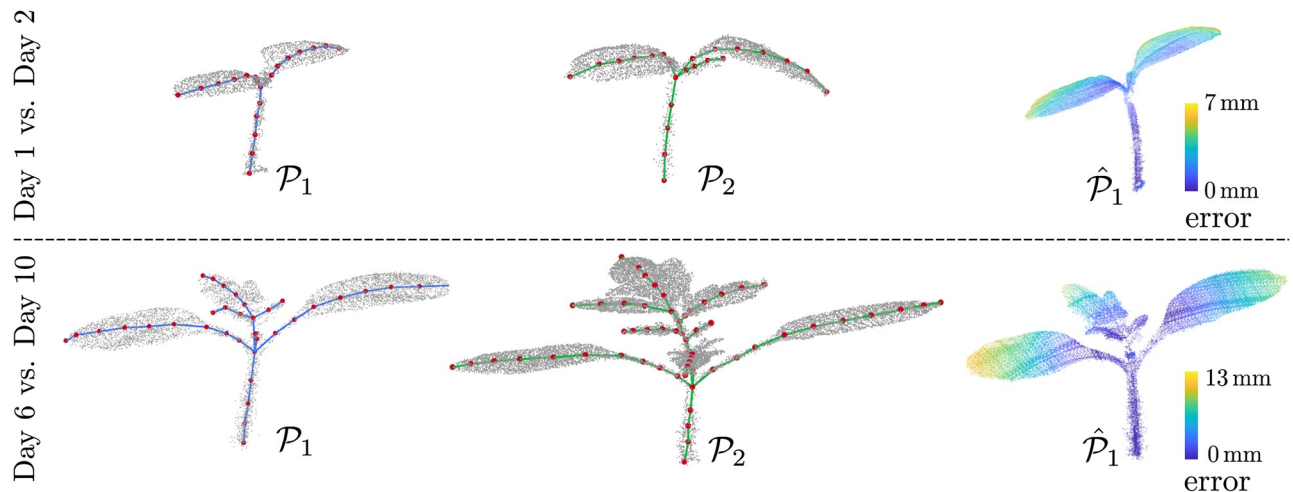 Day 1 vs. Day 2
𝒫₁
𝒫₂
𝒫̂₁
7 mm
0 mm
error
Day 6 vs. Day 10
𝒫₁
𝒫₂
𝒫̂₁
13 mm
0 mm
error